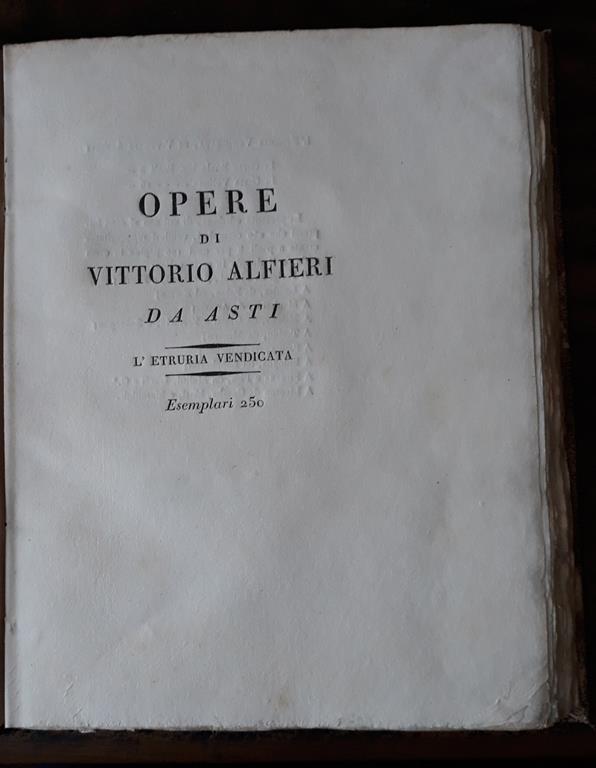 OPERE
DI
VITTORIO ALFIERI
DA ASTI
L' ETRURIA VENDICATA
Esemplari 250